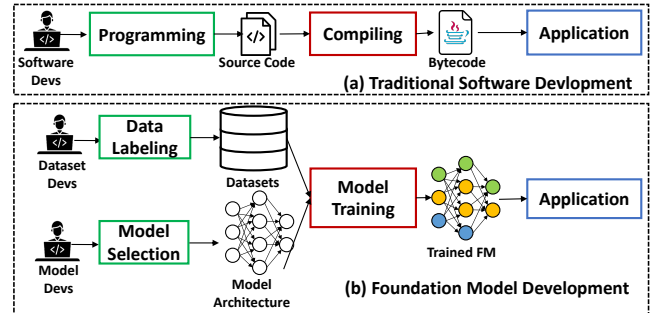 Software
Devs
Programming
Source Code
Compiling
Bytecode
Application
(a) Traditional Software Devlopment
Dataset
Devs
Data
Labeling
Datasets
Model
Devs
Model
Selection
Model
Architecture
Model
Training
Trained FM
Application
(b) Foundation Model Development